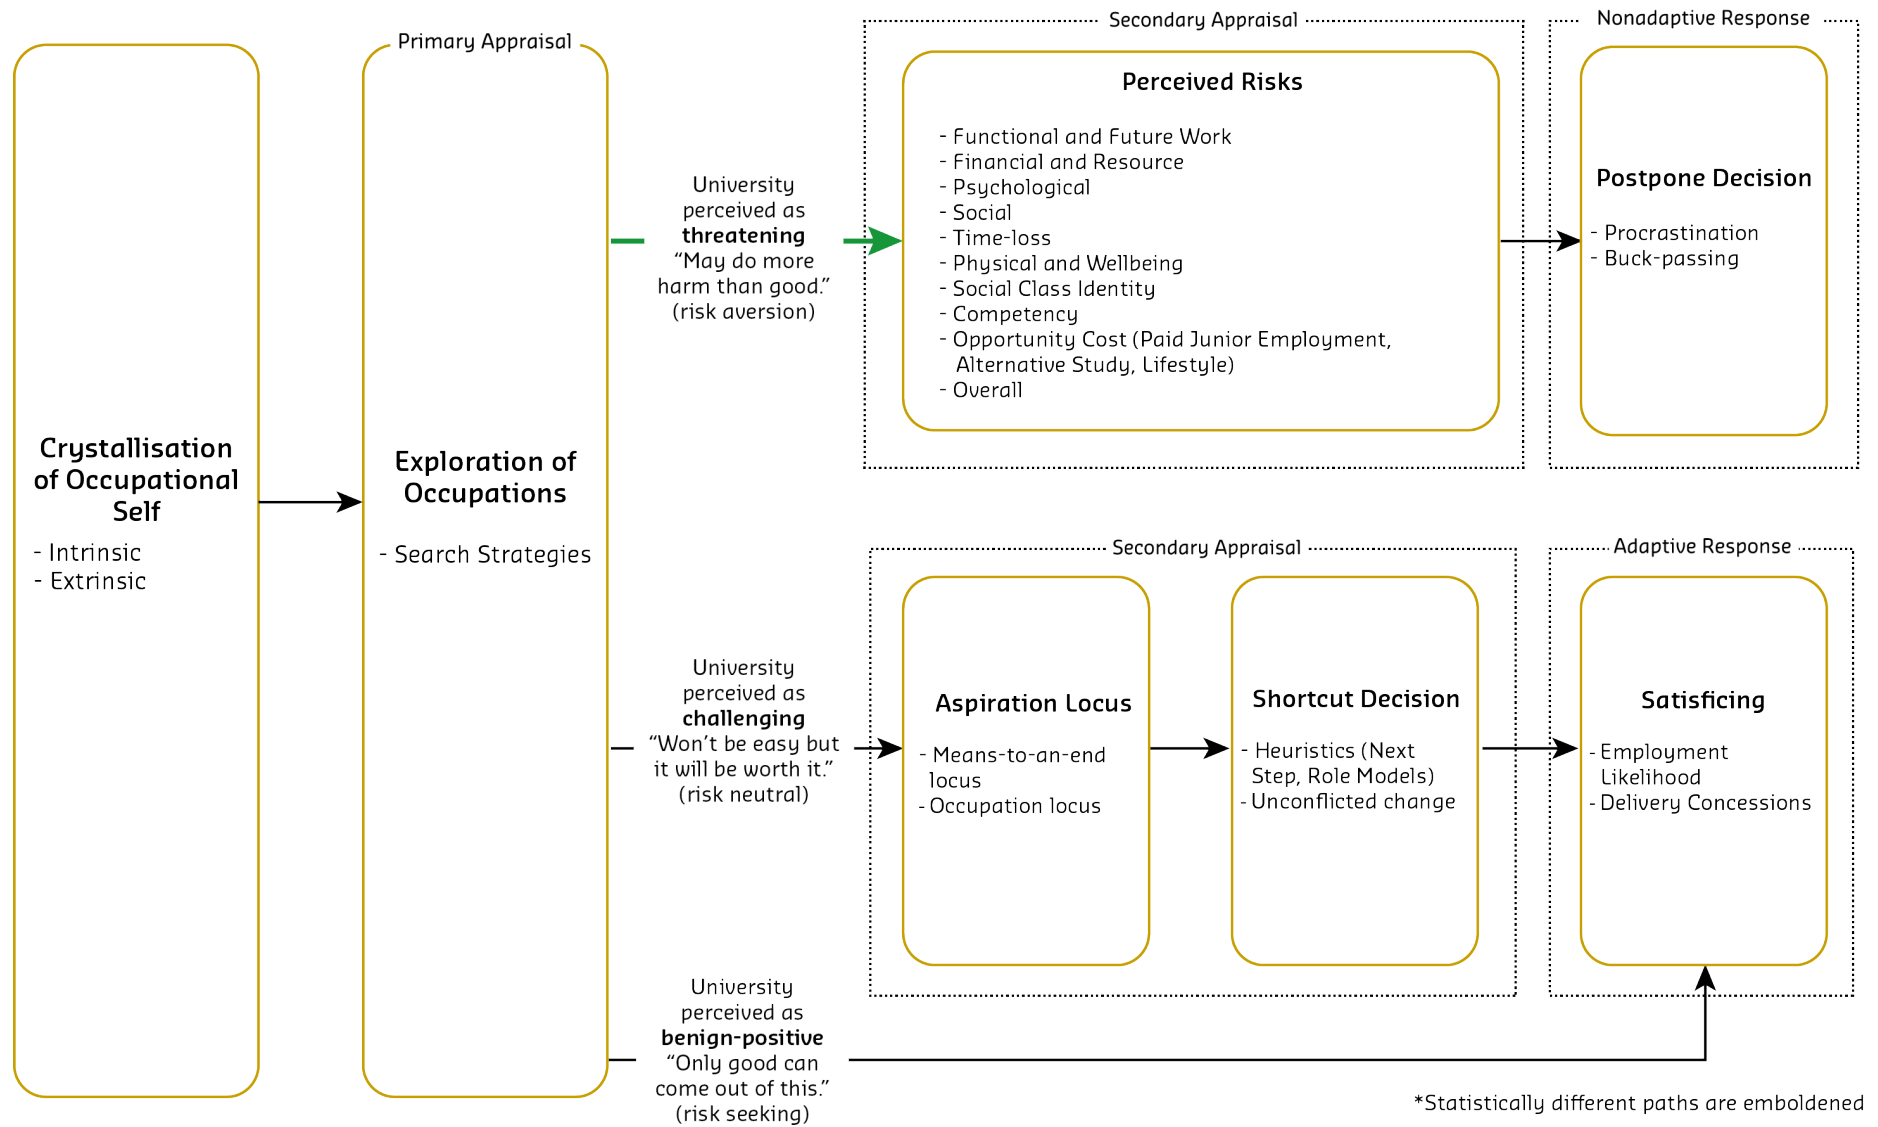 Crystallisation
of Occupational
Self
- Intrinsic
- Extrinsic
Primary Appraisal
Exploration of
Occupations
- Search Strategies
University
perceived as
threatening
“May do more
harm than good.”
(risk aversion)
Secondary Appraisal
Perceived Risks
- Functional and Future Work
- Financial and Resource
- Psychological
- Social
- Time-loss
- Physical and Wellbeing
- Social Class Identity
- Competency
- Opportunity Cost (Paid Junior Employment,
Alternative Study, Lifestyle)
- Overall
Nonadaptive Response
Postpone Decision
- Procrastination
- Buck-passing
University
perceived as
challenging
“Won’t be easy but
it will be worth it.”
(risk neutral)
Secondary Appraisal
Aspiration Locus
- Means-to-an-end
locus
- Occupation locus
Shortcut Decision
- Heuristics (Next
Step, Role Models)
- Unconflicted change
Adaptive Response
Satisficing
- Employment
Likelihood
- Delivery Concessions
University
perceived as
benign-positive
“Only good can
come out of this.”
(risk seeking)
*Statistically different paths are emboldened